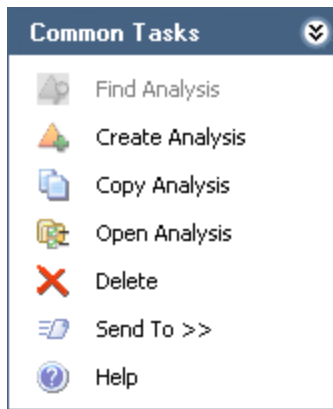 Common Tasks
Find Analysis
Create Analysis
Copy Analysis
Open Analysis
Delete
Send To >>
Help